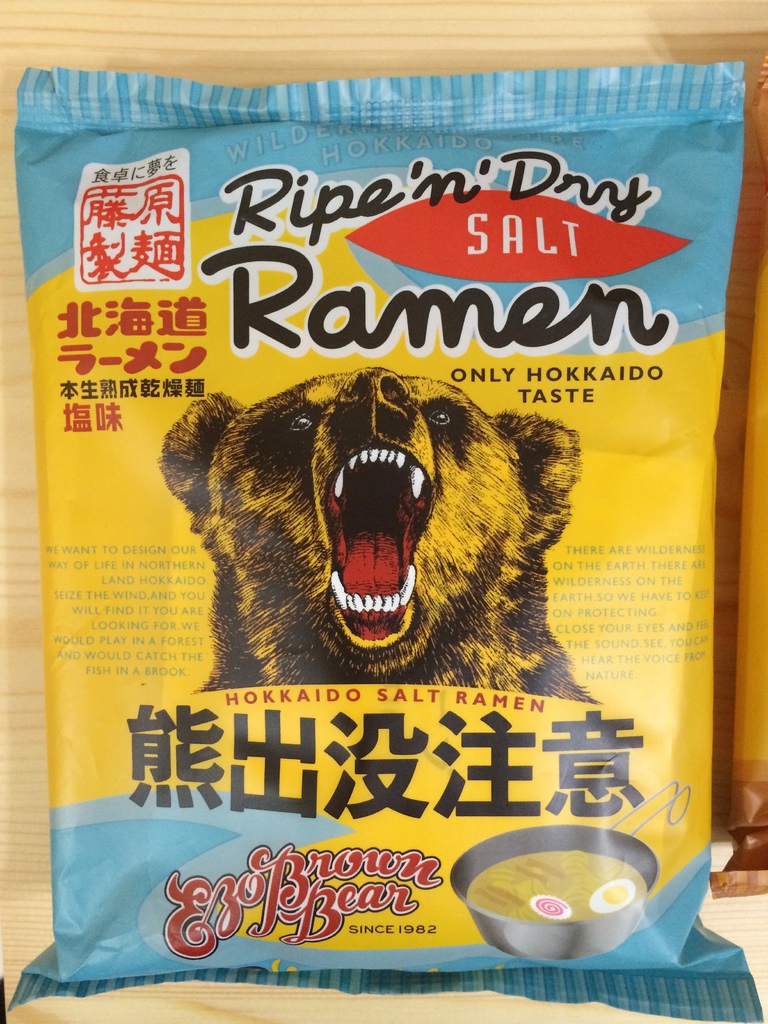 WILDERNESS
HOKKAIDO
食卓に夢を
藤原
製麺
Ripe'n'Dry
SALT
Ramen
北海道
ラーメン
本生熟成乾燥麺
塩味
ONLY HOKKAIDO
TASTE
WE WANT TO DESIGN OUR
WAY OF LIFE IN NORTHERN
LAND HOKKAIDO.
SEIZE THE WIND,AND YOU
WILL FIND IT YOU ARE
LOOKING FOR.WE
WOULD PLAY IN A FOREST
AND WOULD CATCH THE
FISH IN A BROOK.
THERE ARE WILDERNESS
ON THE EARTH.THERE ARE
WILDERNESS ON THE
EARTH.SO WE HAVE TO KEEP
ON PROTECTING.
CLOSE YOUR EYES AND FEEL
THE SOUND.SEE, YOU CAN
HEAR THE VOICE FROM
NATURE.
HOKKAIDO SALT RAMEN
熊出没注意
Ezo Brown
Bear
SINCE 1982